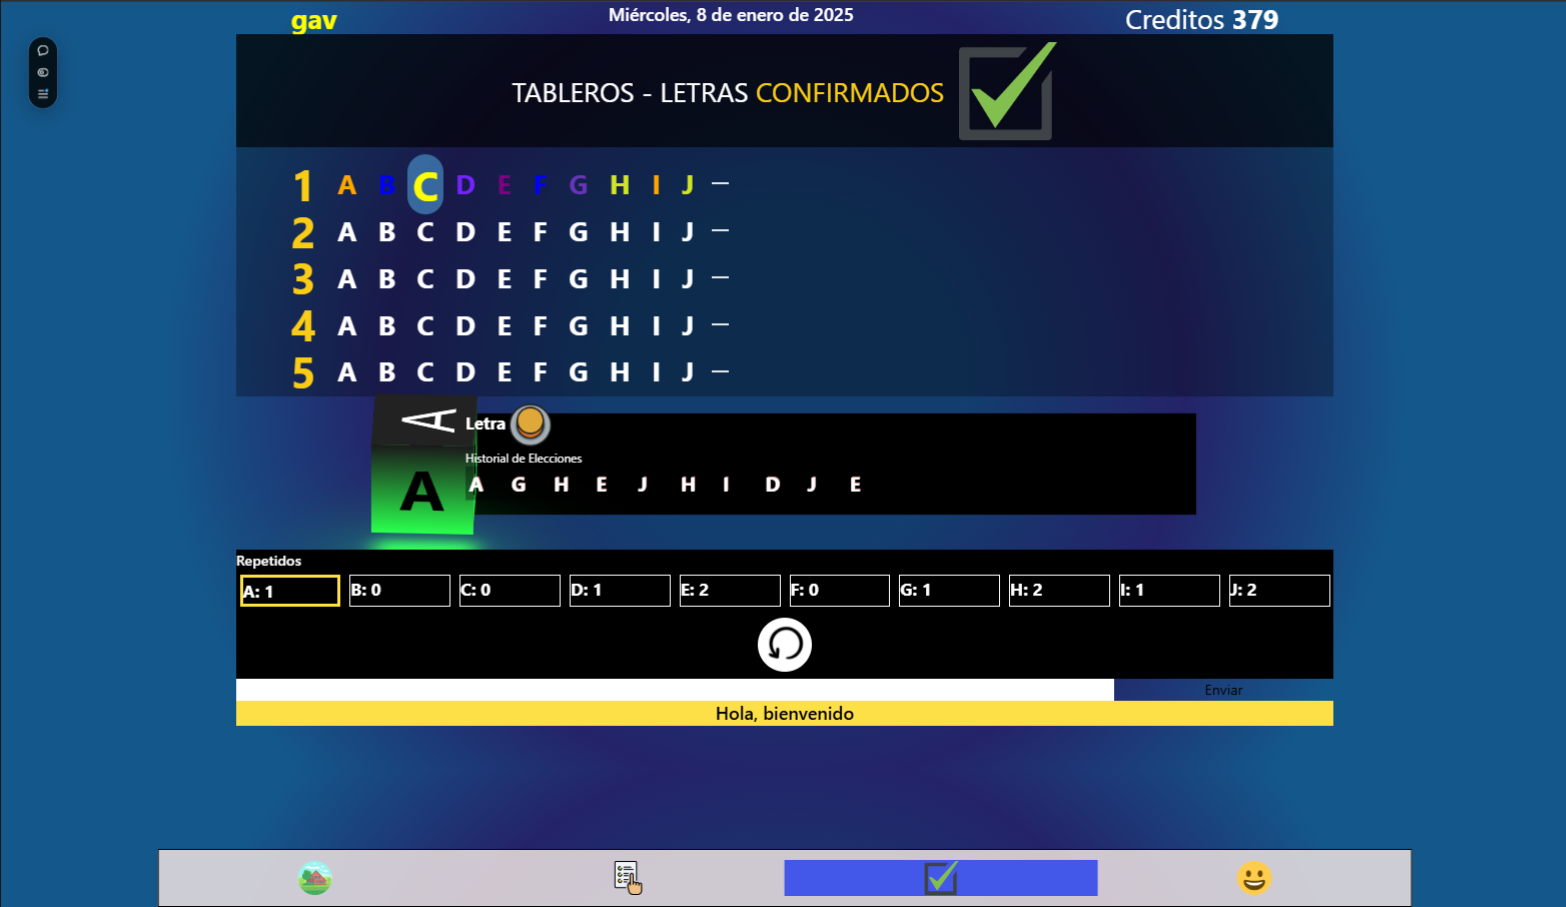 gav
Miércoles, 8 de enero de 2025
Creditos 379
TABLEROS - LETRAS CONFIRMADOS
1 A B C D E F G H I J —
2 A B C D E F G H I J —
3 A B C D E F G H I J —
4 A B C D E F G H I J —
5 A B C D E F G H I J —
A
A
Letra
Historial de Elecciones
A G H E J H I D J E
Repetidos
A: 1 B: 0 C: 0 D: 1 E: 2 F: 0 G: 1 H: 2 I: 1 J: 2
Enviar
Hola, bienvenido